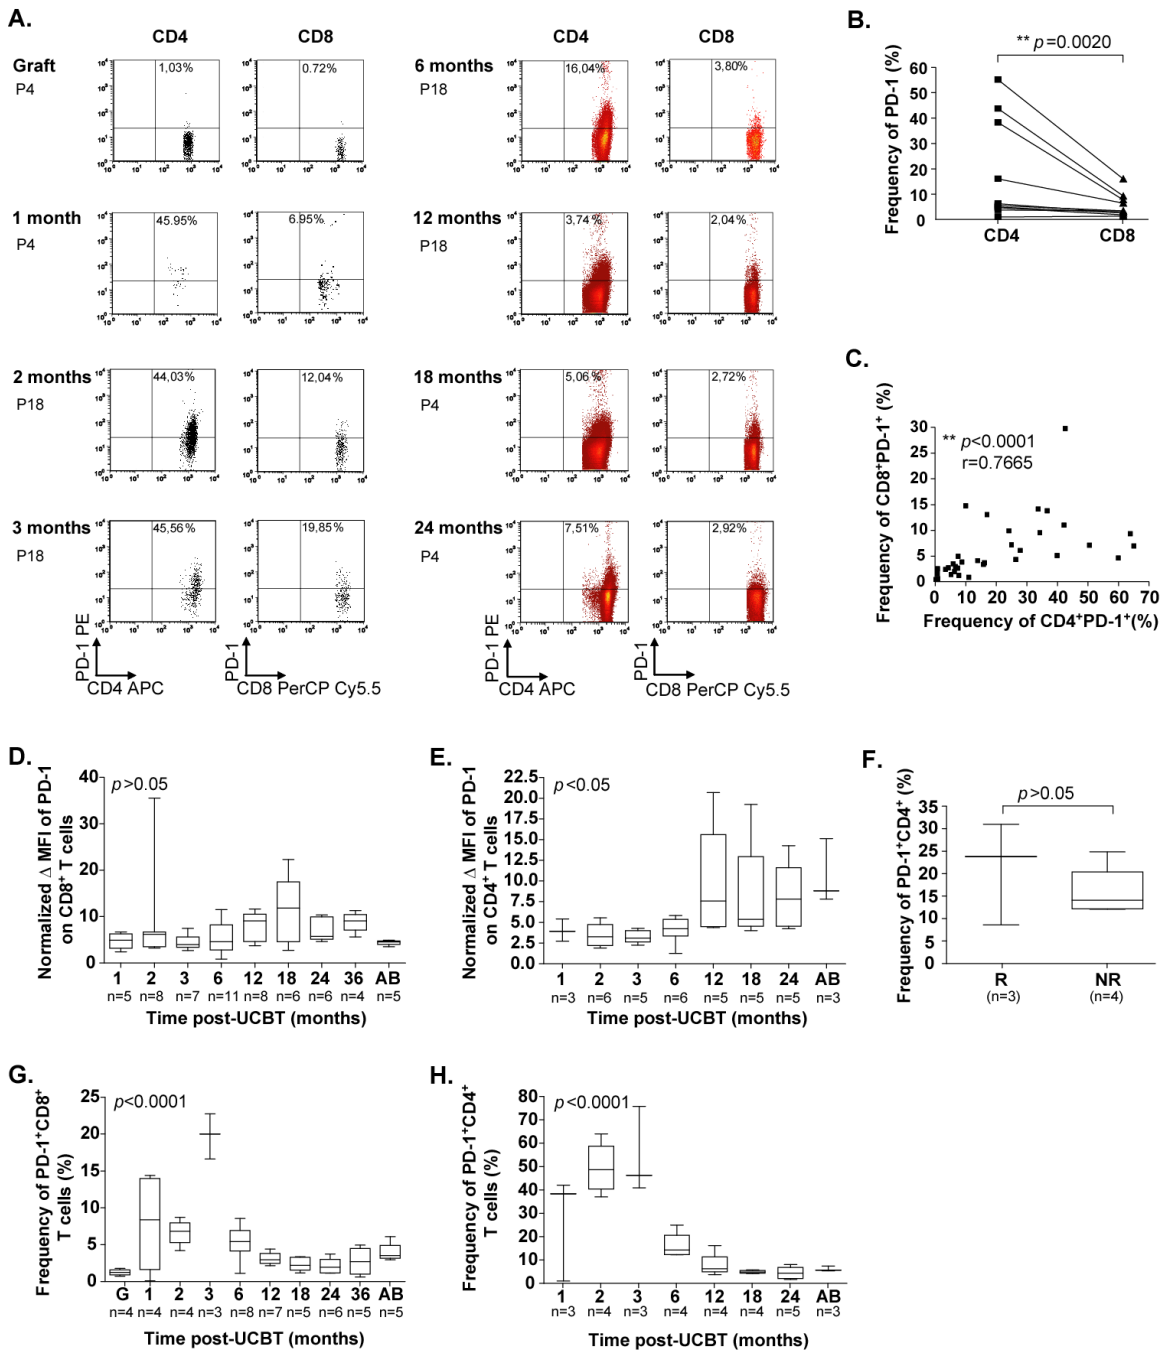 A.
CD4 CD8 CD4 CD8
Graft
P4
1,03% 0.72%
6 months
P18
16,04% 3,80%
1 month
P4
45.95% 6.95%
12 months
P18
3,74 % 2,04%
2 months
P18
44,03% 12,04%
18 months
P4
5,06 % 2,72%
3 months
P18
45,56% 19,85%
24 months
P4
7,51% 2,92%
PD-1 PE
CD4 APC
PD-1
CD8 PerCP Cy5.5
PD-1 PE
CD4 APC
PD-1
CD8 PerCP Cy5.5
B.
** p=0.0020
Frequency of PD-1 (%)
60
50
40
30
20
10
0
CD4 CD8
C.
Frequency of CD8+PD-1+ (%)
** p<0.0001
r=0.7665
30
25
20
15
10
5
0
0 10 20 30 40 50 60 70
Frequency of CD4+PD-1+(%)
D.
Normalized Δ MFI of PD-1
on CD8+ T cells
p>0.05
40
30
20
10
0
1 2 3 6 12 18 24 36 AB
n=5 n=8 n=7 n=11 n=8 n=6 n=6 n=4 n=5
Time post-UCBT (months)
E.
Normalized Δ MFI of PD-1
on CD4+ T cells
p<0.05
22.5
20.0
17.5
15.0
12.5
10.0
7.5
5.0
2.5
0.0
1 2 3 6 12 18 24 AB
n=3 n=6 n=5 n=6 n=5 n=5 n=5 n=3
Time post-UCBT (months)
F.
Frequency of PD-1+CD4+ (%)
p>0.05
35
30
25
20
15
10
5
0
R NR
(n=3) (n=4)
G.
Frequency of PD-1+CD8+
T cells (%)
p<0.0001
25
20
15
10
5
0
G 1 2 3 6 12 18 24 36 AB
n=4 n=4 n=4 n=3 n=8 n=7 n=5 n=6 n=5 n=5
Time post-UCBT (months)
H.
Frequency of PD-1+CD4+
T cells (%)
p<0.0001
80
70
60
50
40
30
20
10
0
1 2 3 6 12 18 24 AB
n=3 n=4 n=3 n=4 n=4 n=4 n=5 n=3
Time post-UCBT (months)